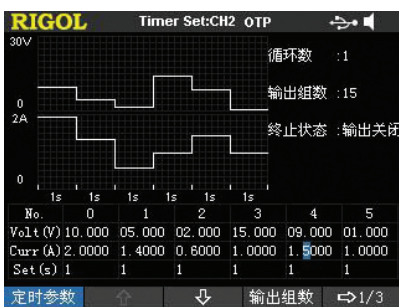 RIGOL Timer Set:CH2 OTP
30V
循环数 :1
0
输出组数 :15
2A
终止状态 :输出关闭
0
1s 1s 1s 1s 1s 1s
No. 0 1 2 3 4 5
Volt(V) 10.000 05.000 02.000 15.000 09.000 01.000
Curr(A) 2.0000 1.4000 0.6000 1.0000 1.5000 1.0000
Set(s) 1 1 1 1 1 1
定时参数 ⇧ ⇩ 输出组数 ⇨1/3